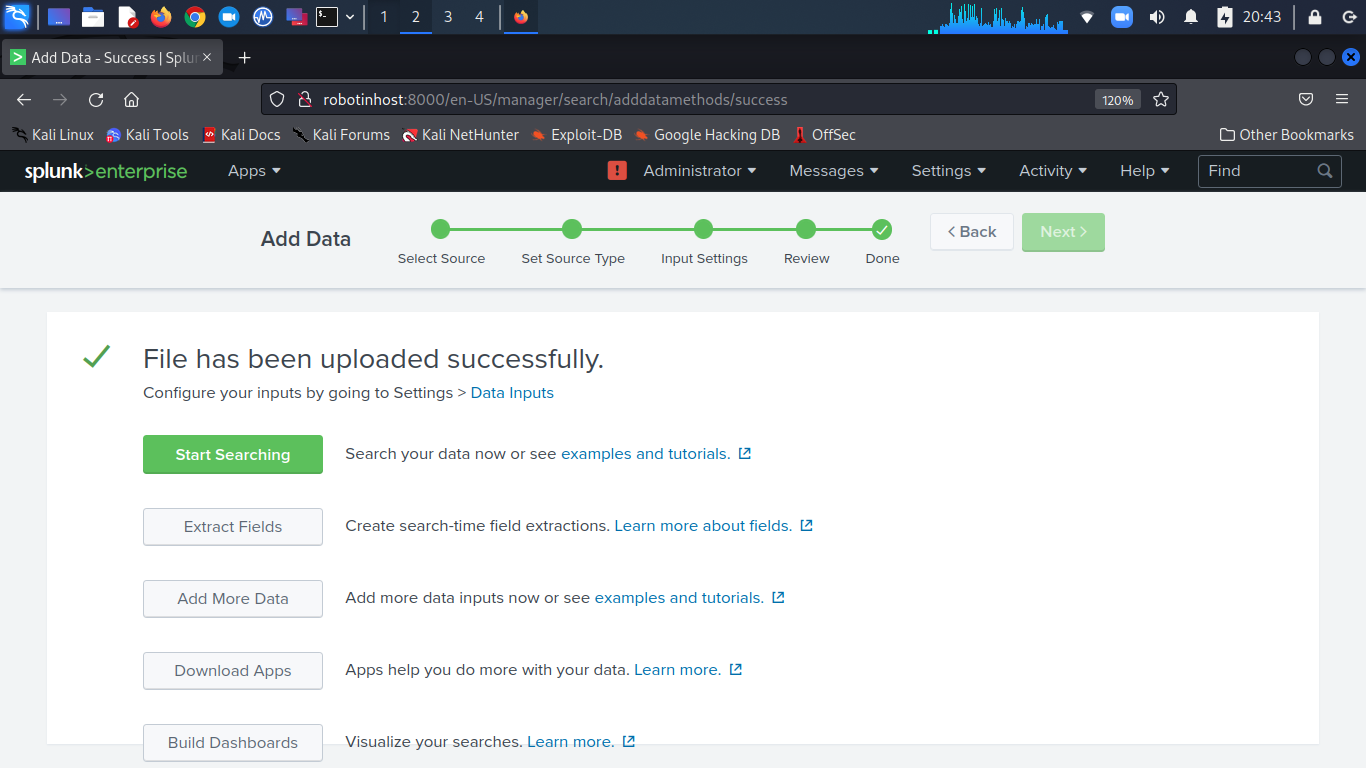 1 2 3 4 20:43
Add Data - Success | Splu
robotinhost:8000/en-US/manager/search/adddatamethods/success 120%
Kali Linux Kali Tools Kali Docs Kali Forums Kali NetHunter Exploit-DB Google Hacking DB OffSec Other Bookmarks
splunk>enterprise Apps Administrator Messages Settings Activity Help Find
Add Data
Select Source Set Source Type Input Settings Review Done
< Back Next >
File has been uploaded successfully.
Configure your inputs by going to Settings > Data Inputs
Start Searching Search your data now or see examples and tutorials.
Extract Fields Create search-time field extractions. Learn more about fields.
Add More Data Add more data inputs now or see examples and tutorials.
Download Apps Apps help you do more with your data. Learn more.
Build Dashboards Visualize your searches. Learn more.